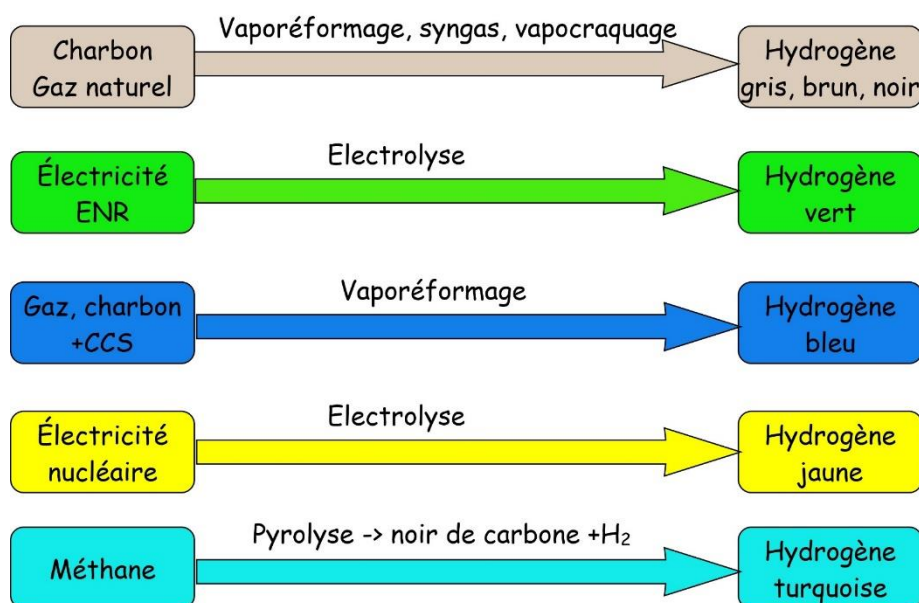 Charbon
Gaz naturel
Vaporéformage, syngas, vapocraquage
Hydrogène
gris, brun, noir
Électricité
ENR
Electrolyse
Hydrogène
vert
Gaz, charbon
+CCS
Vaporéformage
Hydrogène
bleu
Électricité
nucléaire
Electrolyse
Hydrogène
jaune
Méthane
Pyrolyse -> noir de carbone +H₂
Hydrogène
turquoise